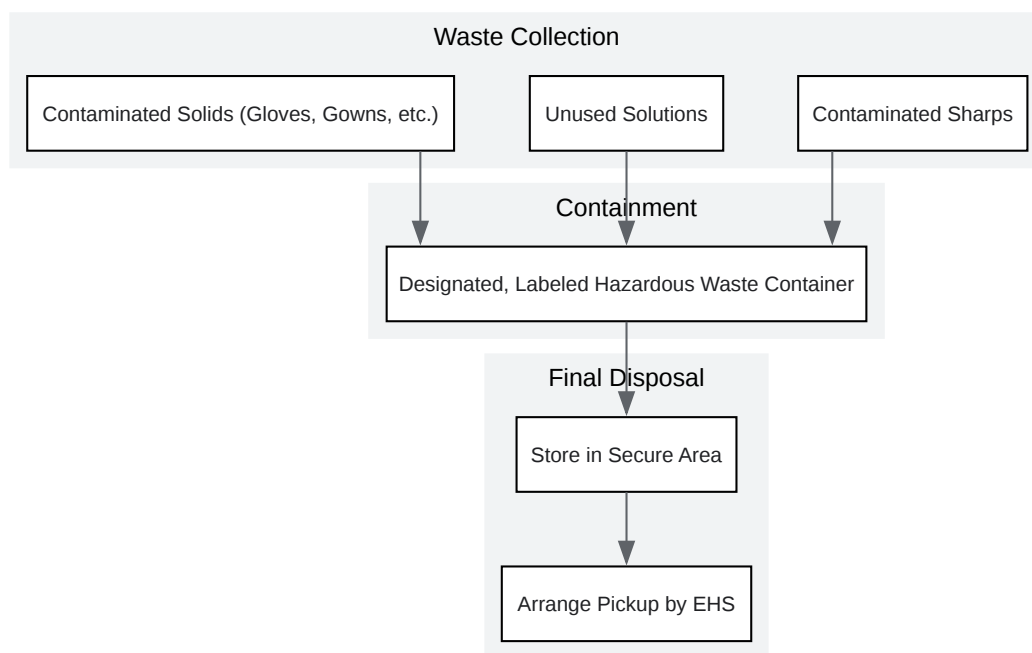 Waste Collection
Contaminated Solids (Gloves, Gowns, etc.)
Unused Solutions
Contaminated Sharps
Containment
Designated, Labeled Hazardous Waste Container
Final Disposal
Store in Secure Area
Arrange Pickup by EHS